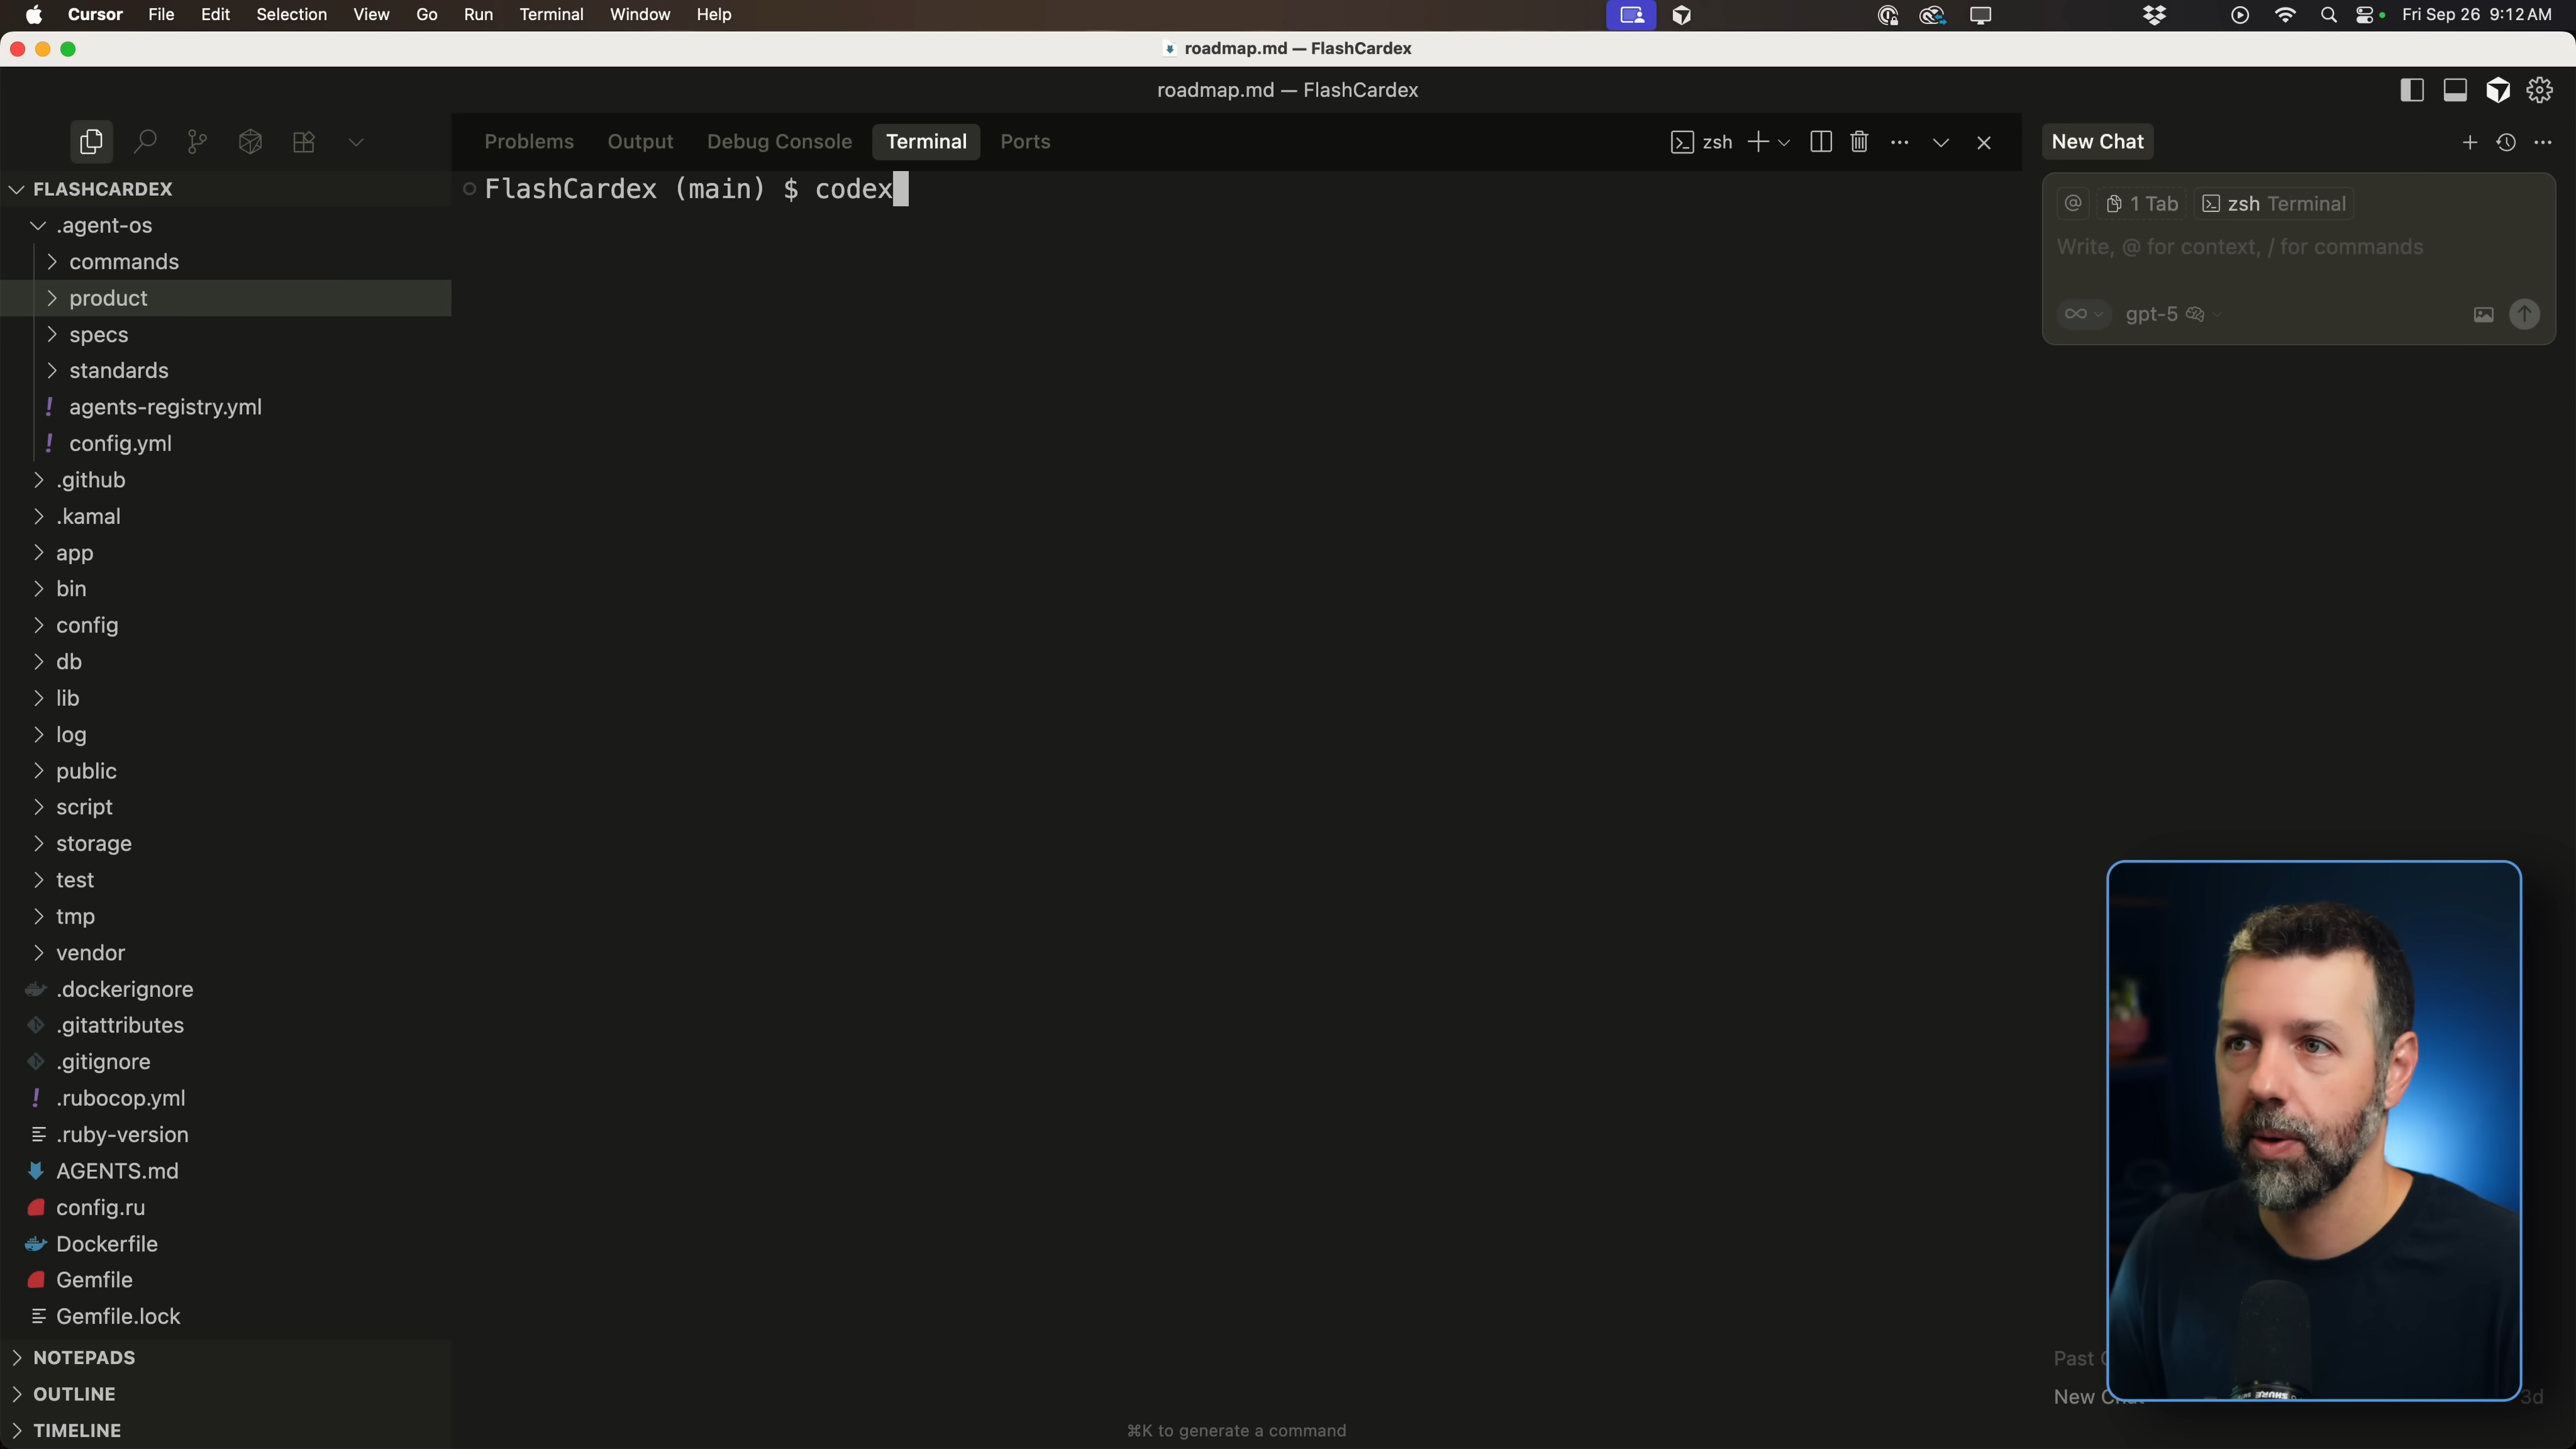 Cursor File Edit Selection View Go Run Terminal Window Help Fri Sep 26 9:12 AM
roadmap.md — FlashCardex
roadmap.md — FlashCardex
FLASHCARDEX
.agent-os
commands
product
specs
standards
agents-registry.yml
config.yml
.github
.kamal
app
bin
config
db
lib
log
public
script
storage
test
tmp
vendor
.dockerignore
.gitattributes
.gitignore
.rubocop.yml
.ruby-version
AGENTS.md
config.ru
Dockerfile
Gemfile
Gemfile.lock
NOTEPADS
OUTLINE
TIMELINE
Problems Output Debug Console Terminal Ports zsh
FlashCardex (main) $ codex
⌘K to generate a command
New Chat
@ 1 Tab zsh Terminal
Write, @ for context, / for commands
gpt-5
Past
New 3d
SHURE